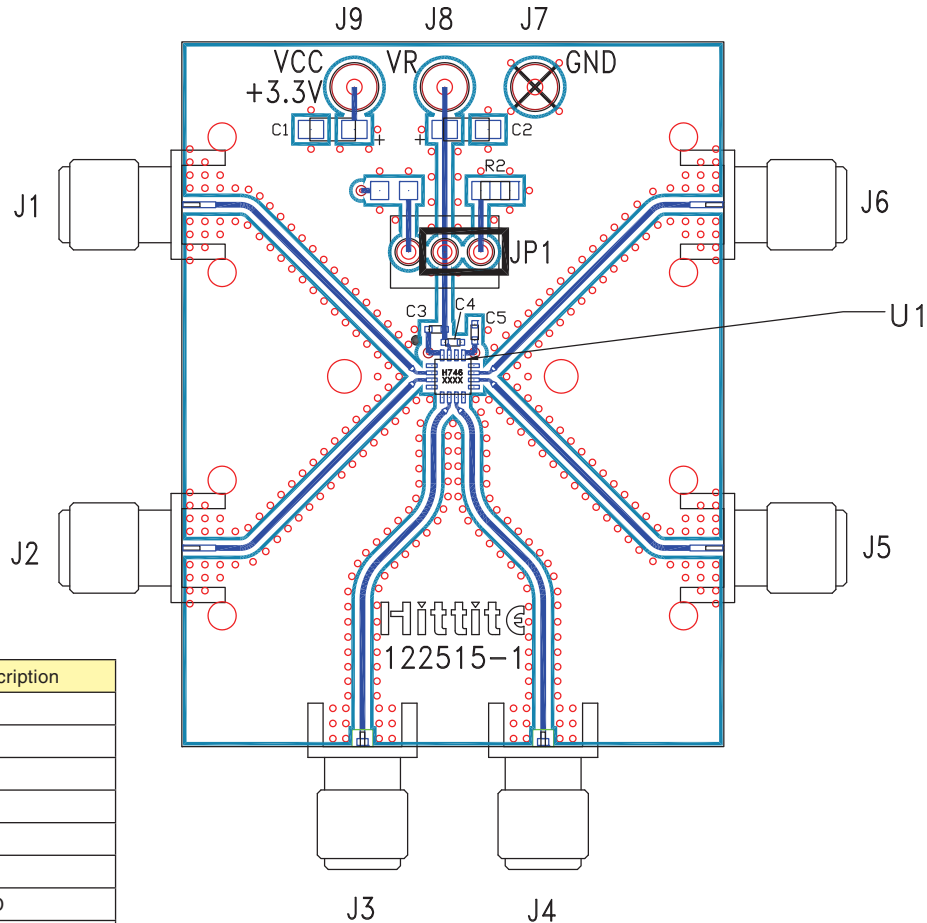 J9 J8 J7
VCC VR GND
+3.3V
C1 + + C2
R2
J1 J6
JP1
C3 C4 C5
U1
H746
XXXX
J2 J5
Hittite
122515-1
cription
J3 J4